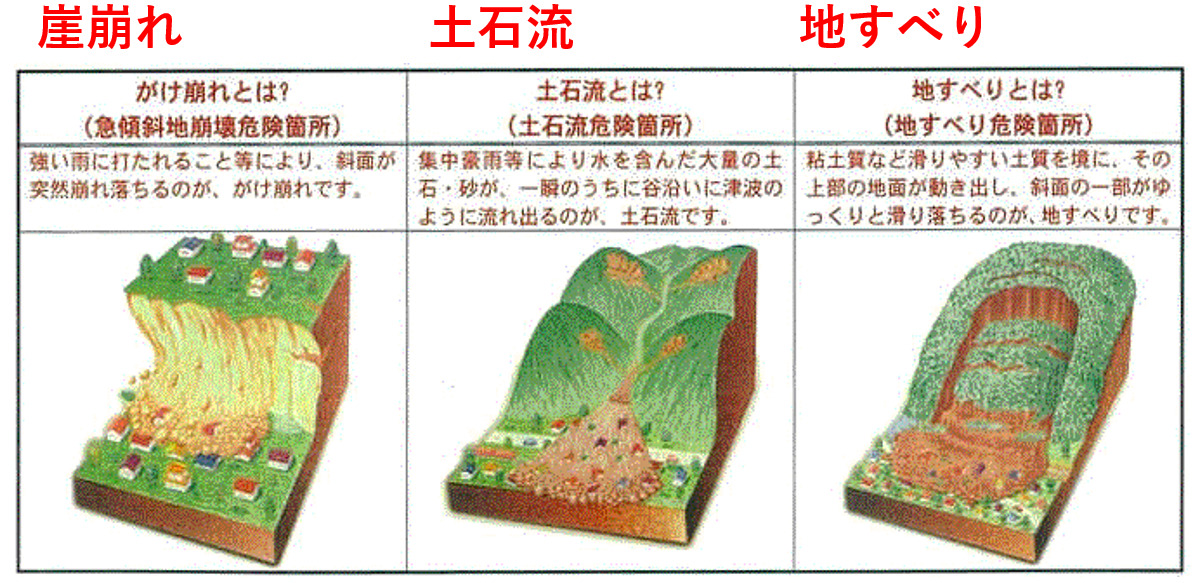 崖崩れ
土石流
地すべり
がけ崩れとは?
(急傾斜地崩壊危険箇所)
強い雨に打たれること等により、斜面が
突然崩れ落ちるのが、がけ崩れです。
土石流とは?
(土石流危険箇所)
集中豪雨等により水を含んだ大量の土
石・砂が、一瞬のうちに谷沿いに津波の
ように流れ出るのが、土石流です。
地すべりとは?
(地すべり危険箇所)
粘土質など滑りやすい土質を境に、その
上部の地面が動き出し、斜面の一部がゆ
っくりと滑り落ちるのが、地すべりです。